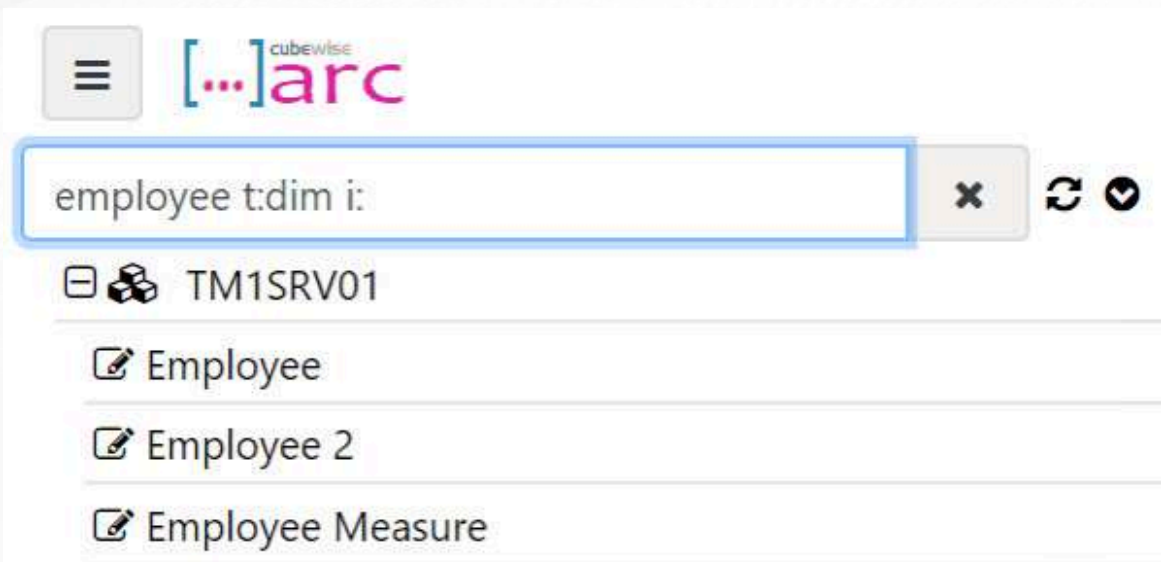 [...] cubewise arc
employee t:dim i:
TM1SRV01
Employee
Employee 2
Employee Measure